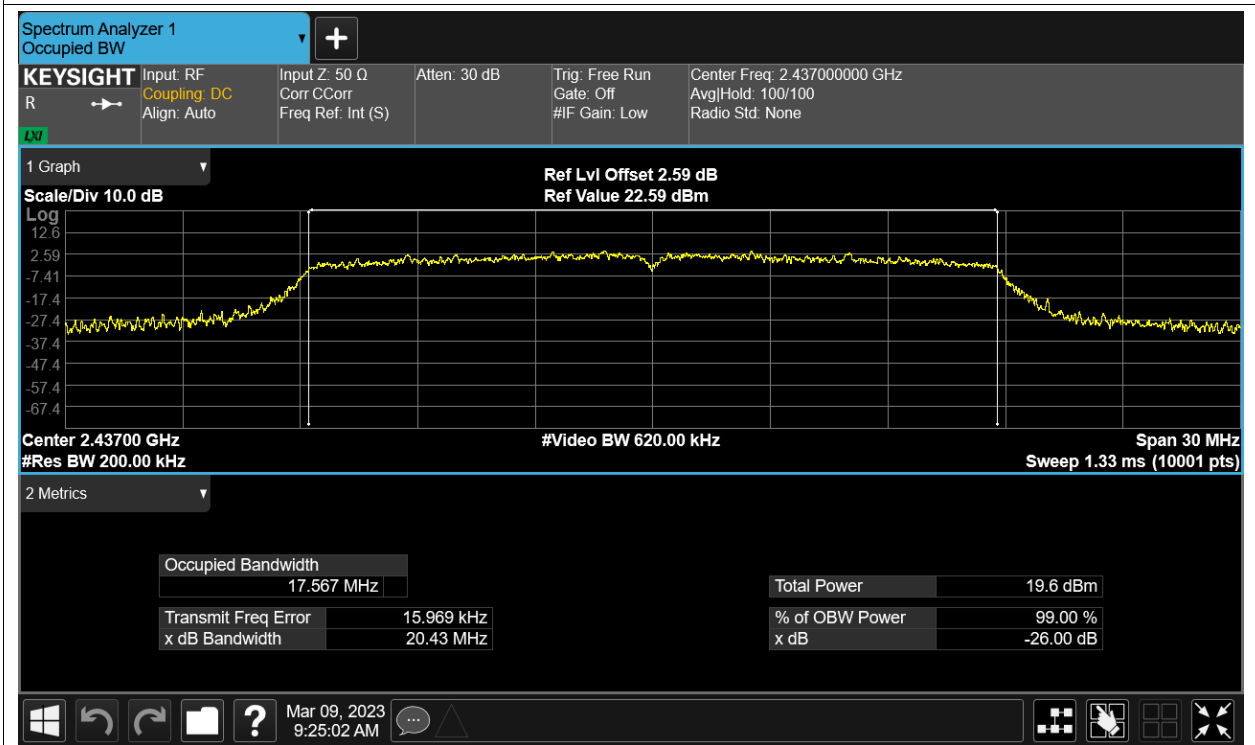 Spectrum Analyzer 1
Occupied BW
KEYSIGHT
R
LXI
Input: RF
Coupling: DC
Align: Auto
Input Z: 50 Ω
Corr CCorr
Freq Ref: Int (S)
Atten: 30 dB
Trig: Free Run
Gate: Off
#IF Gain: Low
Center Freq: 2.437000000 GHz
Avg|Hold: 100/100
Radio Std: None
1 Graph
Scale/Div 10.0 dB
Ref Lvl Offset 2.59 dB
Ref Value 22.59 dBm
Log
12.6
2.59
-7.41
-17.4
-27.4
-37.4
-47.4
-57.4
-67.4
Center 2.43700 GHz
#Video BW 620.00 kHz
Span 30 MHz
#Res BW 200.00 kHz
Sweep 1.33 ms (10001 pts)
2 Metrics
Occupied Bandwidth
17.567 MHz
Transmit Freq Error 15.969 kHz
x dB Bandwidth 20.43 MHz
Total Power 19.6 dBm
% of OBW Power 99.00 %
x dB -26.00 dB
Mar 09, 2023
9:25:02 AM